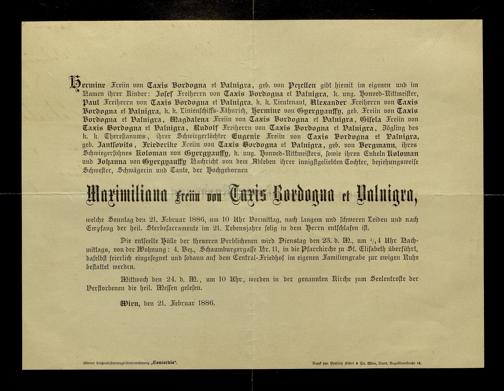 Hermine Freiin von Taxis Bordogna et Valnigra, geb. von Pezellen gibt hiemit im eigenen und im
Namen ihrer Kinder: Josef Freiherrn von Taxis Bordogna et Valnigra, k. ung. Honved-Rittmeister,
Paul Freiherrn von Taxis Bordogna et Valnigra, k. k. Lieutenant, Alexander Freiherrn von Taxis
Bordogna et Valnigra, k. k. Linienschiffs-Fähnrich, Hermine von Gyergyanffy, geb. Freiin von Taxis
Bordogna et Valnigra, Magdalena Freiin von Taxis Bordogna et Valnigra, Gisela Freiin von
Taxis Bordogna et Valnigra, Rudolf Freiherrn von Taxis Bordogna et Valnigra, Zögling des
k. k. Theresianums, ihrer Schwiegertöchter Eugenie Freiin von Taxis Bordogna et Valnigra,
geb. Friederike Freiin von Taxis Bordogna et Valnigra, geb. von Bergmann, ihres
Schwiegersohnes Koloman von Gyergyanffy, k. ung. Honved-Rittmeisters, sowie ihren Enkeln Koloman
und Johanna von Gyergyanffy Nachricht von dem Ableben ihrer innigstgeliebten Tochter, beziehungsweise
Schwester, Schwägerin und Tante, der Hochgebornen
Maximiliana Freiin von Taxis Bordogna et Valnigra,
welche Sonntag den 21. Februar 1886, um 10 Uhr Vormittag, nach langem und schweren Leiden und nach
Empfang der heil. Sterbesacramente im 21. Lebensjahre selig in dem Herrn entschlafen ist.
Die entseelte Hülle der theueren Verblichenen wird Dienstag den 23. d. M., um 1/2 4 Uhr Nach-
mittags, von der Wohnung: 4. Bez., Schaumburgergasse Nr. 11, in die Pfarrkirche zu St. Elisabeth überführt,
daselbst feierlich eingesegnet und sodann auf dem Central-Friedhof im eigenen Familiengrabe zur ewigen Ruhe
bestattet werden.
Mittwoch den 24. d. M., um 10 Uhr, werden in der genannten Kirche zum Seelentroste der
Verstorbenen die heil. Messen gelesen.
Wien, den 21. Februar 1886.
"Concordia".